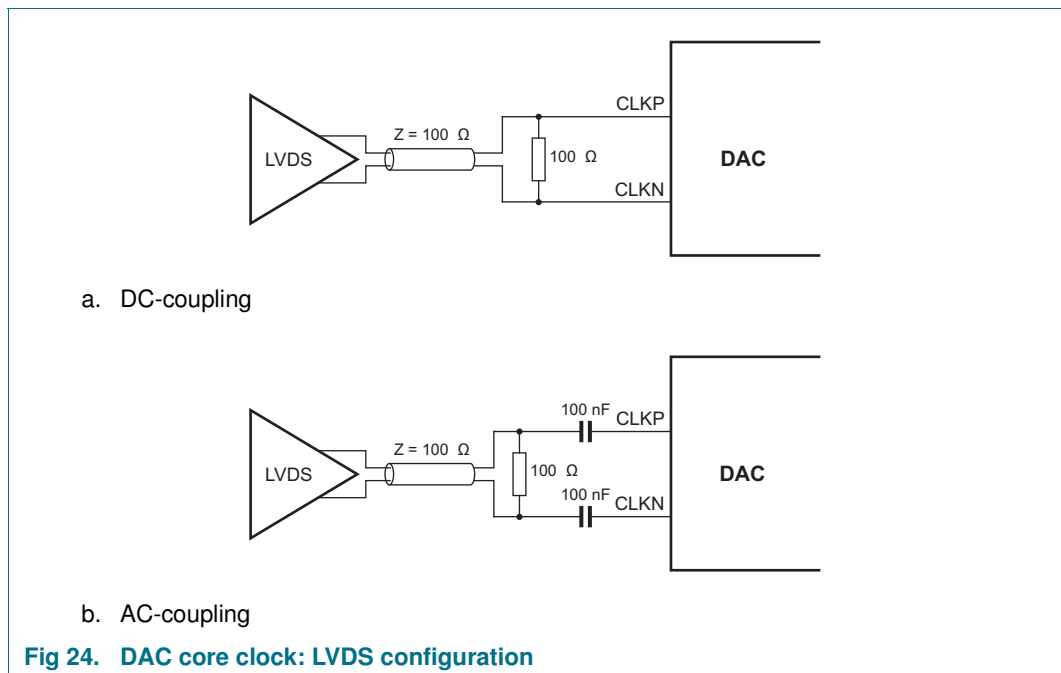 CLKP
Z = 100 Ω
LVDS
100 Ω
DAC
CLKN
a. DC-coupling
100 nF
CLKP
Z = 100 Ω
LVDS
100 Ω
DAC
100 nF
CLKN
b. AC-coupling
Fig 24. DAC core clock: LVDS configuration